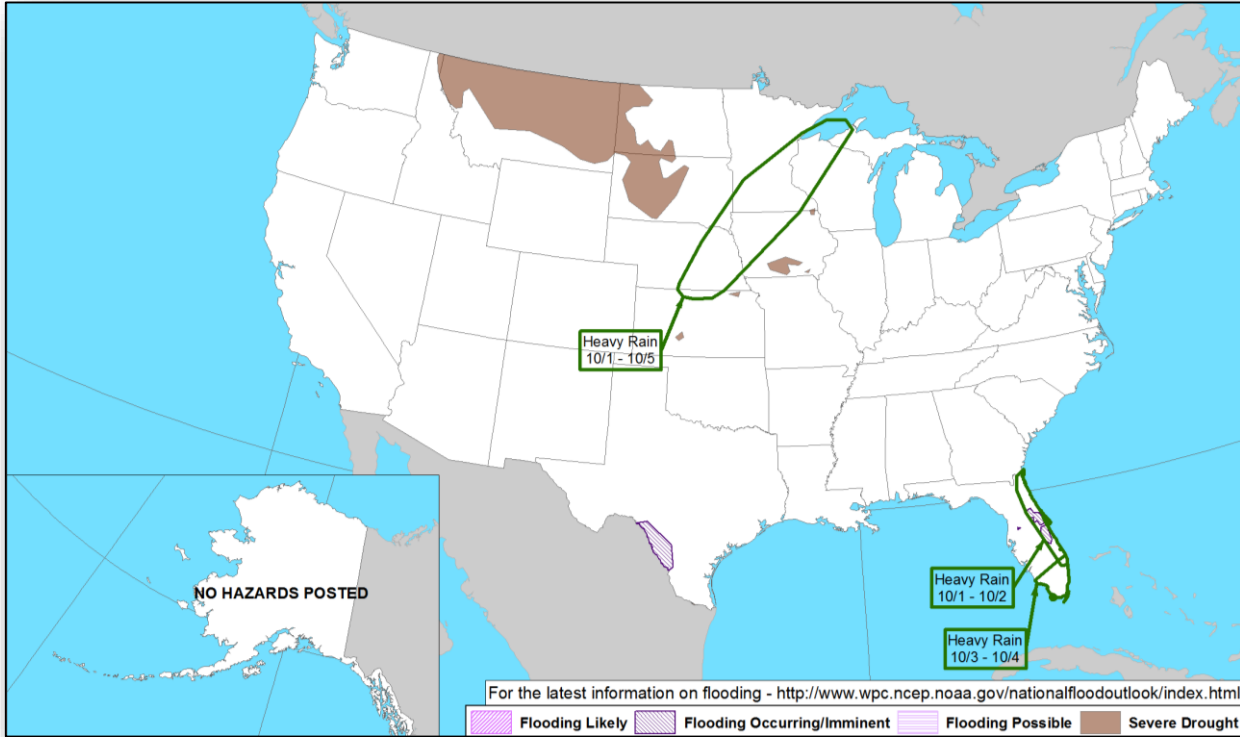 Heavy Rain
10/1 - 10/5
NO HAZARDS POSTED
Heavy Rain
10/1 - 10/2
Heavy Rain
10/3 - 10/4
For the latest information on flooding - http://www.wpc.ncep.noaa.gov/nationalfloodoutlook/index.html
Flooding Likely
Flooding Occurring/Imminent
Flooding Possible
Severe Drought